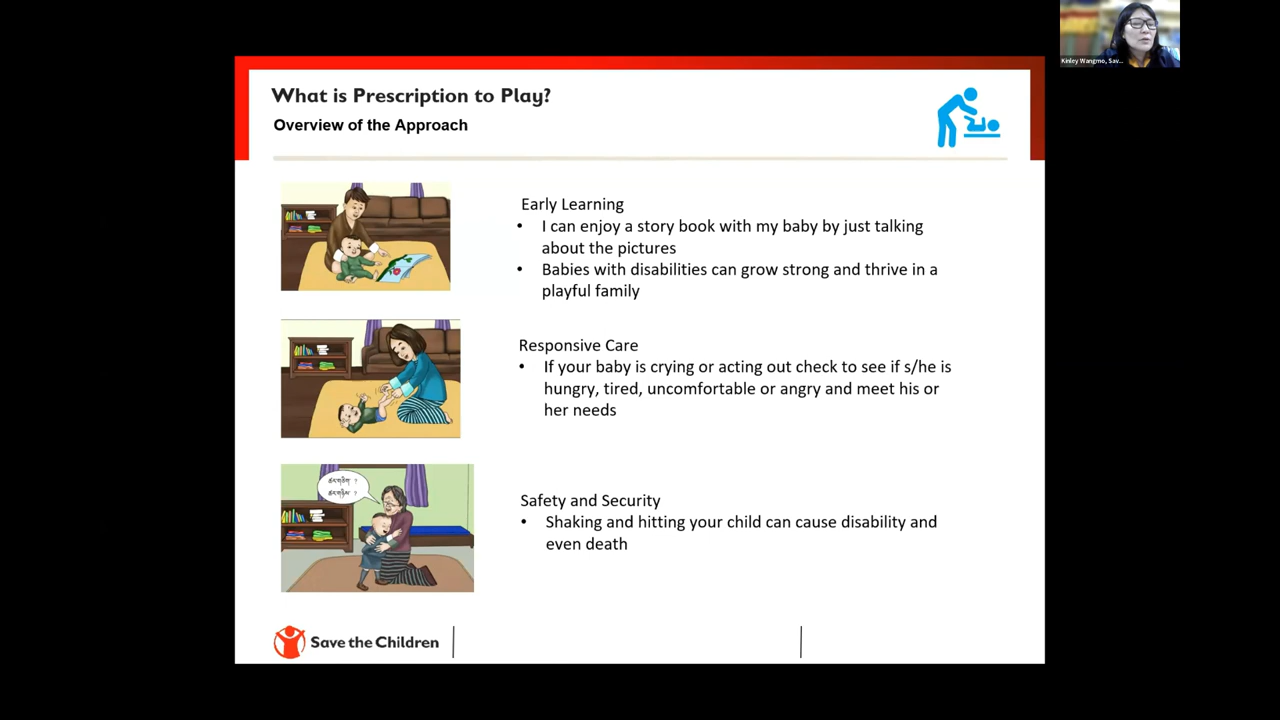 Kinley Wangmo, Sav...
What is Prescription to Play?
Overview of the Approach
Early Learning
• I can enjoy a story book with my baby by just talking
about the pictures
• Babies with disabilities can grow strong and thrive in a
playful family
Responsive Care
• If your baby is crying or acting out check to see if s/he is
hungry, tired, uncomfortable or angry and meet his or
her needs
Safety and Security
• Shaking and hitting your child can cause disability and
even death
Save the Children